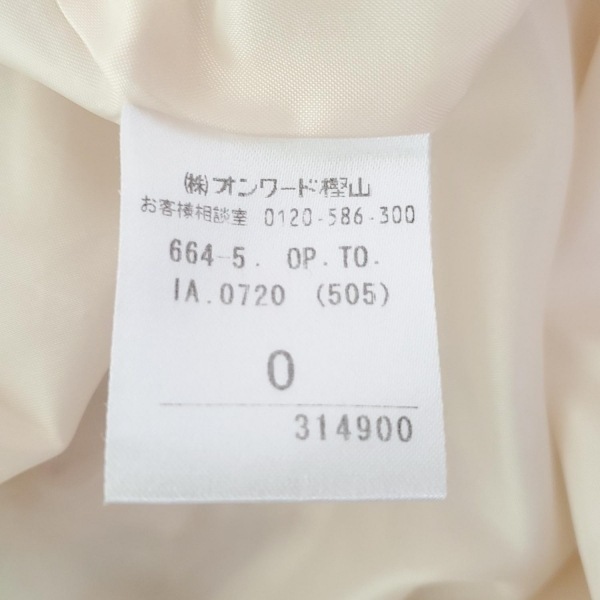 (株)オンワード樫山
お客様相談室 0120-586-300
664-5. OP.TO.
IA.0720 (505)
0
314900